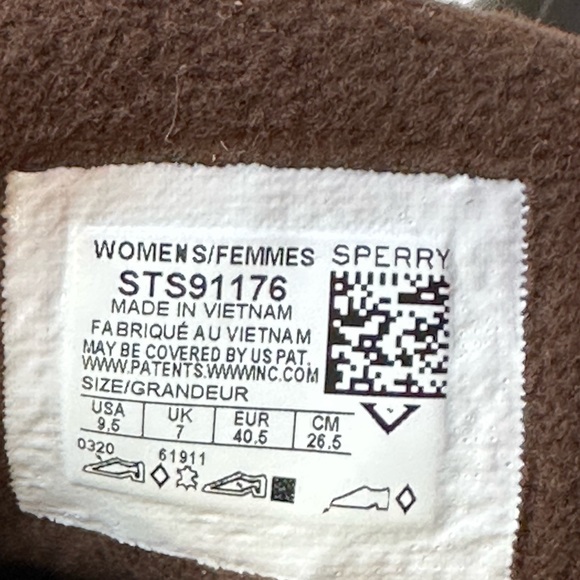 WOMENS/FEMMES SPERRY
STS91176
MADE IN VIETNAM
FABRIQUÉ AU VIETNAM
MAY BE COVERED BY US PAT.
WWW.PATENTS.WWWINC.COM
SIZE/GRANDEUR
USA UK EUR CM
9.5 7 40.5 26.5
0320 61911